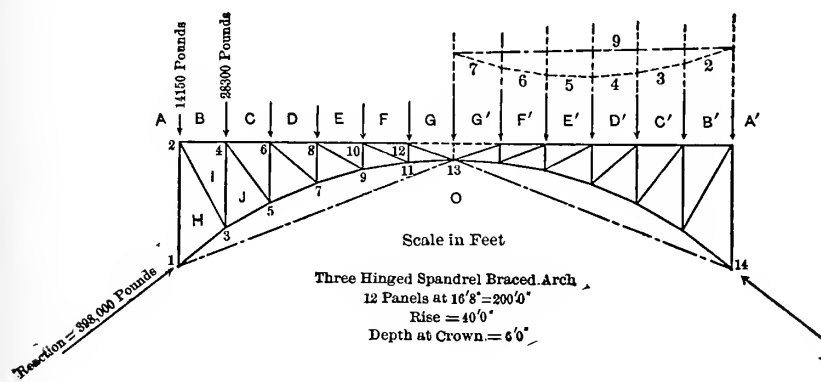 14150 Pounds
28300 Pounds
9
7 6 5 4 3 2
A B C D E F G G' F' E' D' C' B' A'
2 4 6 8 10 12
I
13
11
9
J
7
O
H
5
3
Scale in Feet
1
14
Three Hinged Spandrel Braced Arch
12 Panels at 16'8"=200'0"
Rise = 40'0"
Depth at Crown = 6'0"
Reaction = 398,000 Pounds